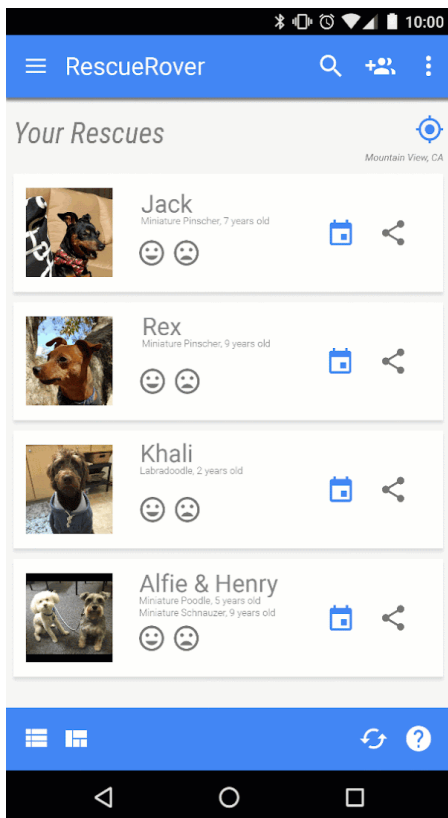 10:00
RescueRover
Your Rescues
Mountain View, CA
Jack
Miniature Pinscher, 7 years old
Rex
Miniature Pinscher, 9 years old
Khali
Labradoodle, 2 years old
Alfie & Henry
Miniature Poodle, 5 years old
Miniature Schnauzer, 9 years old